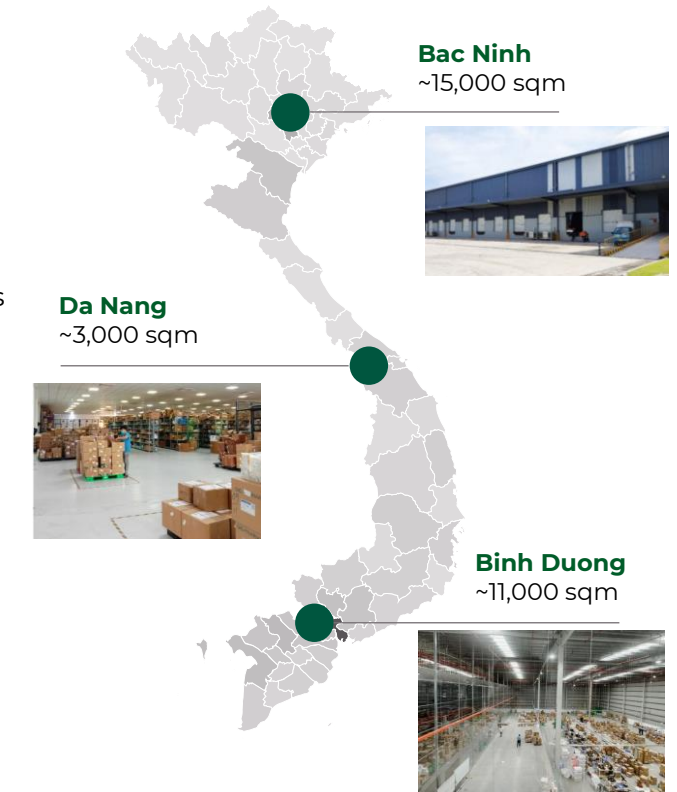 Bac Ninh
~15,000 sqm
s
Da Nang
~3,000 sqm
Binh Duong
~11,000 sqm